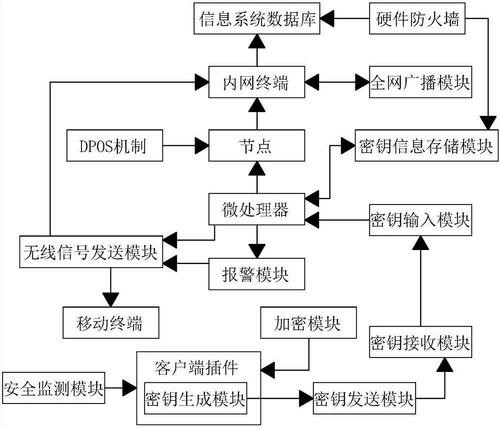 信息系统数据库
硬件防火墙
内网终端
全网广播模块
DPOS机制
节点
密钥信息存储模块
微处理器
密钥输入模块
无线信号发送模块
报警模块
移动终端
加密模块
密钥接收模块
客户端插件
安全监测模块
密钥生成模块
密钥发送模块